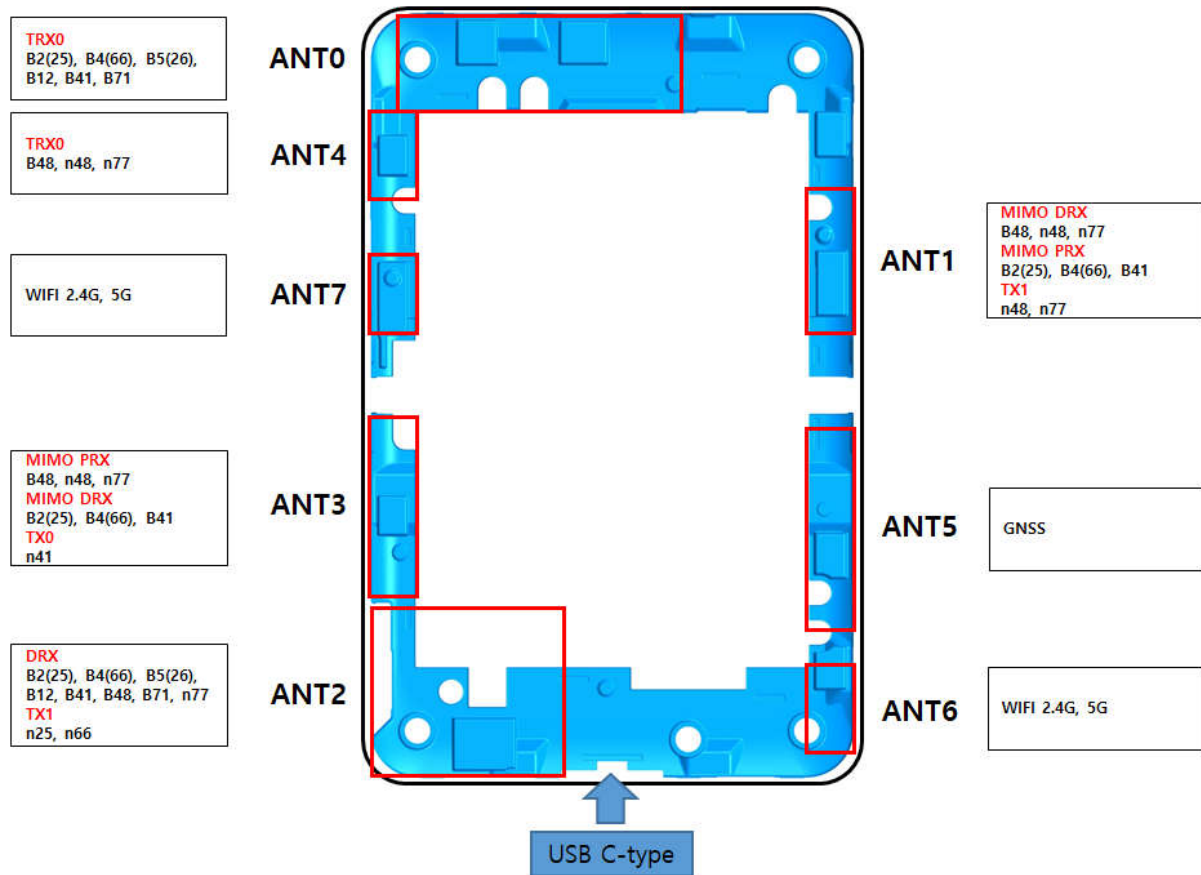 TRX0
B2(25), B4(66), B5(26),
B12, B41, B71
ANT0
TRX0
B48, n48, n77
ANT4
WIFI 2.4G, 5G
ANT7
MIMO PRX
B48, n48, n77
MIMO DRX
B2(25), B4(66), B41
TX0
n41
ANT3
DRX
B2(25), B4(66), B5(26),
B12, B41, B48, B71, n77
TX1
n25, n66
ANT2
ANT1
MIMO DRX
B48, n48, n77
MIMO PRX
B2(25), B4(66), B41
TX1
n48, n77
ANT5
GNSS
ANT6
WIFI 2.4G, 5G
USB C-type